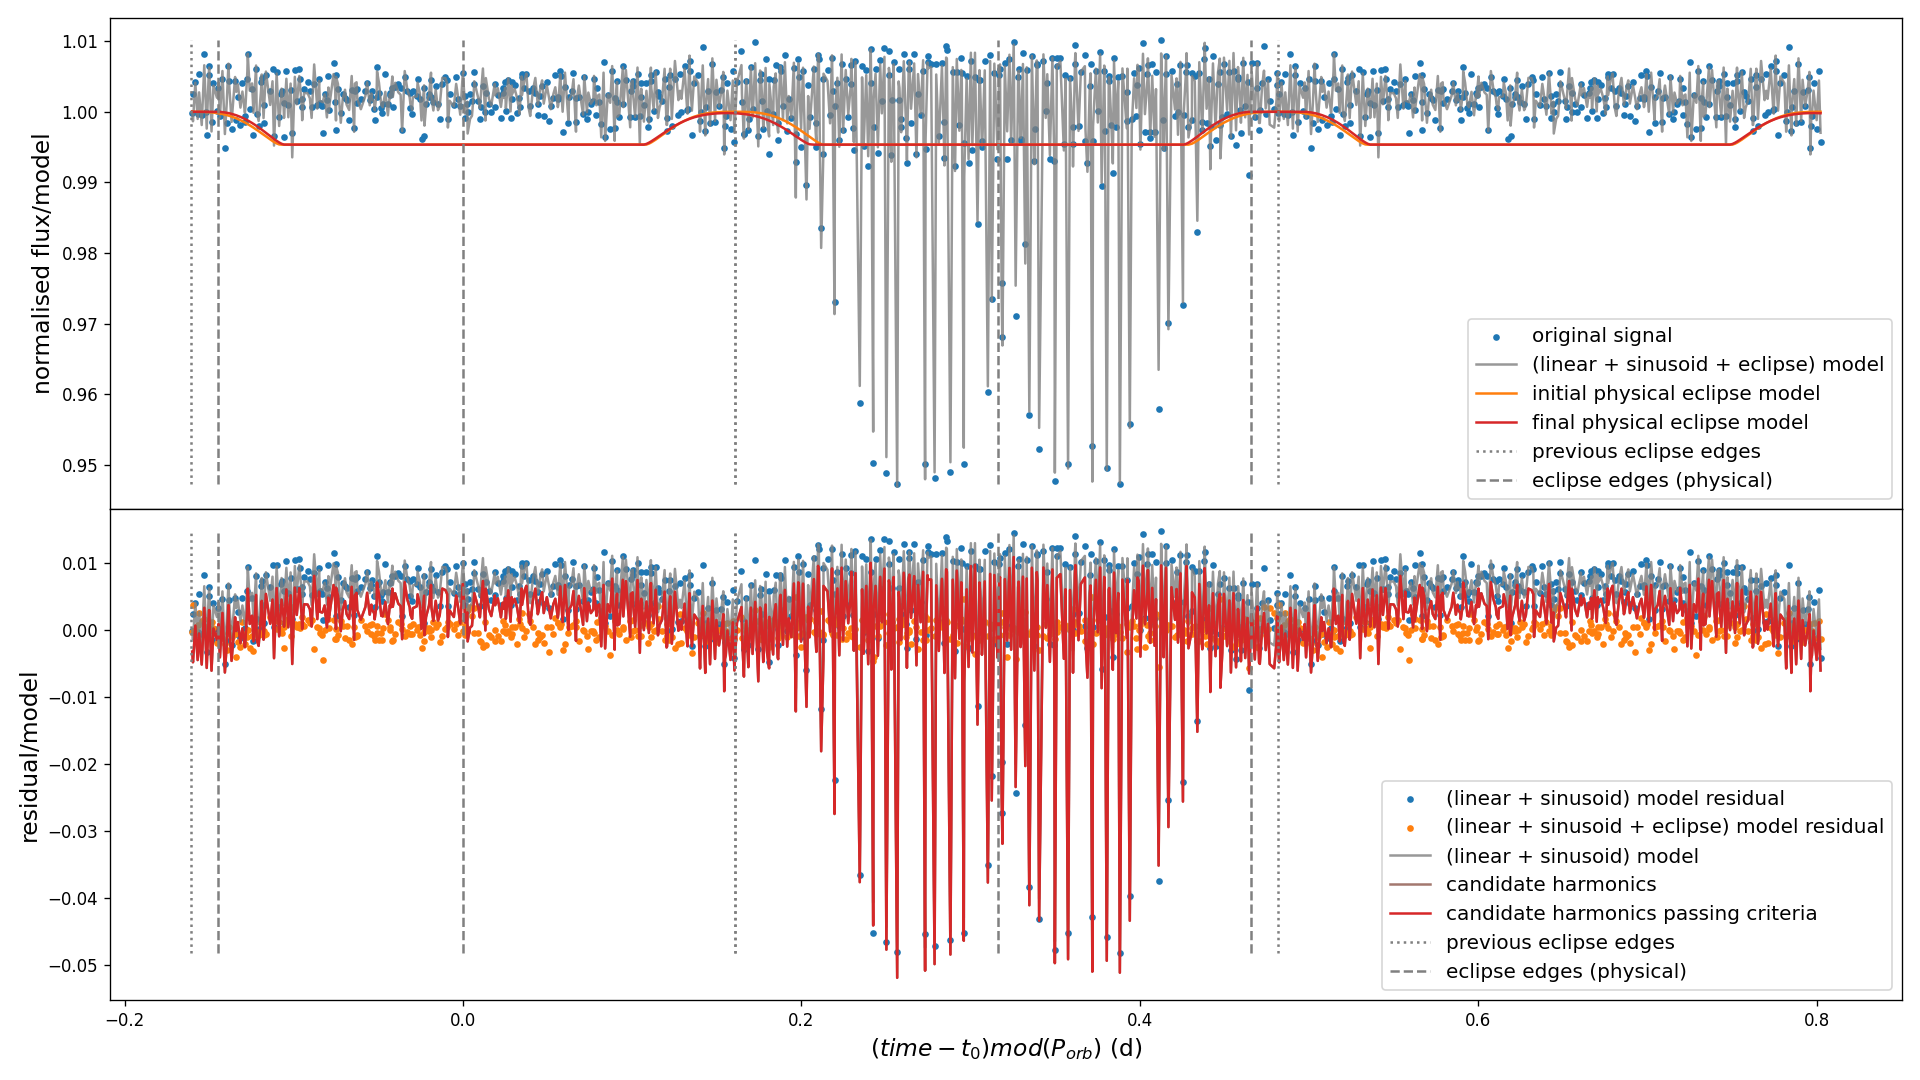 1.01
1.00
0.99
0.98
0.97
0.96
0.95
normalised flux/model
original signal
(linear + sinusoid + eclipse) model
initial physical eclipse model
final physical eclipse model
previous eclipse edges
eclipse edges (physical)
0.01
0.00
−0.01
−0.02
−0.03
−0.04
−0.05
residual/model
(linear + sinusoid) model residual
(linear + sinusoid + eclipse) model residual
(linear + sinusoid) model
candidate harmonics
candidate harmonics passing criteria
previous eclipse edges
eclipse edges (physical)
−0.2 0.0 0.2 0.4 0.6 0.8
(time − t₀)mod(P_orb) (d)